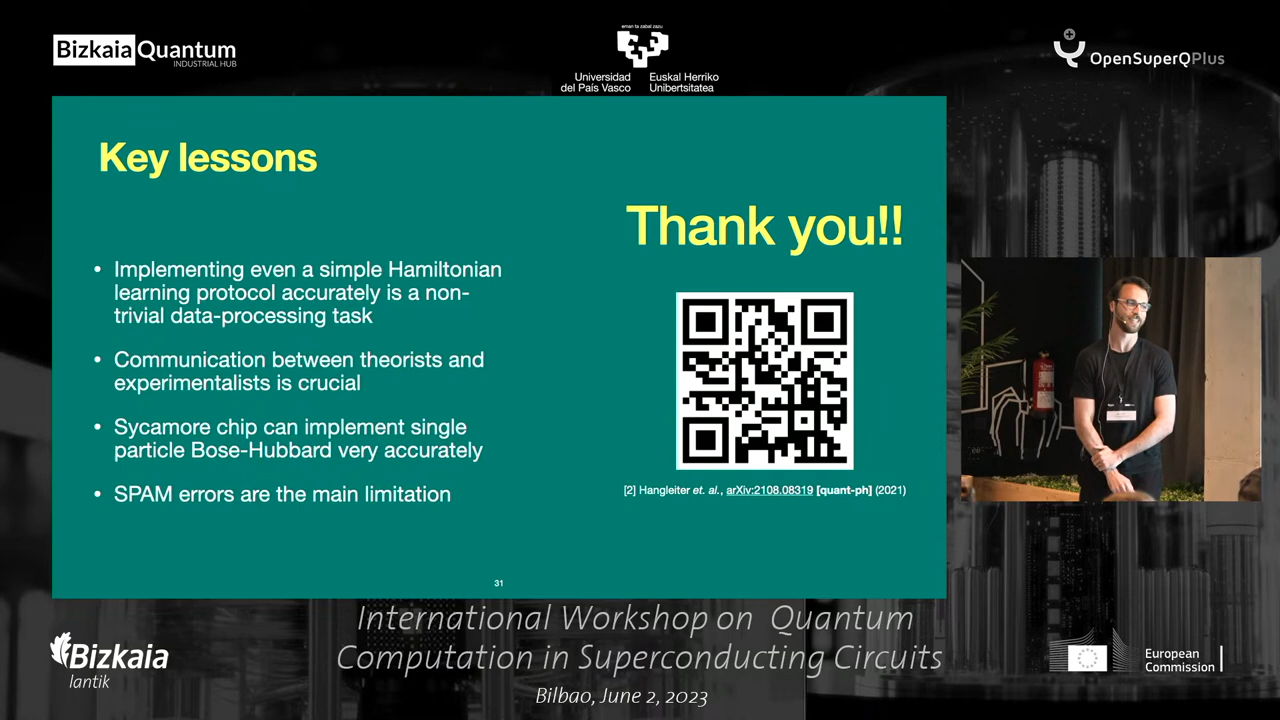 Bizkaia Quantum
INDUSTRIAL HUB
eman ta zabal zazu
Universidad
del País Vasco
Euskal Herriko
Unibertsitatea
OpenSuperQPlus
Key lessons
• Implementing even a simple Hamiltonian
learning protocol accurately is a non-
trivial data-processing task
• Communication between theorists and
experimentalists is crucial
• Sycamore chip can implement single
particle Bose-Hubbard very accurately
• SPAM errors are the main limitation
Thank you!!
[2] Hangleiter et. al., arXiv:2108.08319 [quant-ph] (2021)
31
International Workshop on Quantum
Computation in Superconducting Circuits
Bilbao, June 2, 2023
Bizkaia
lantik
European
Commission